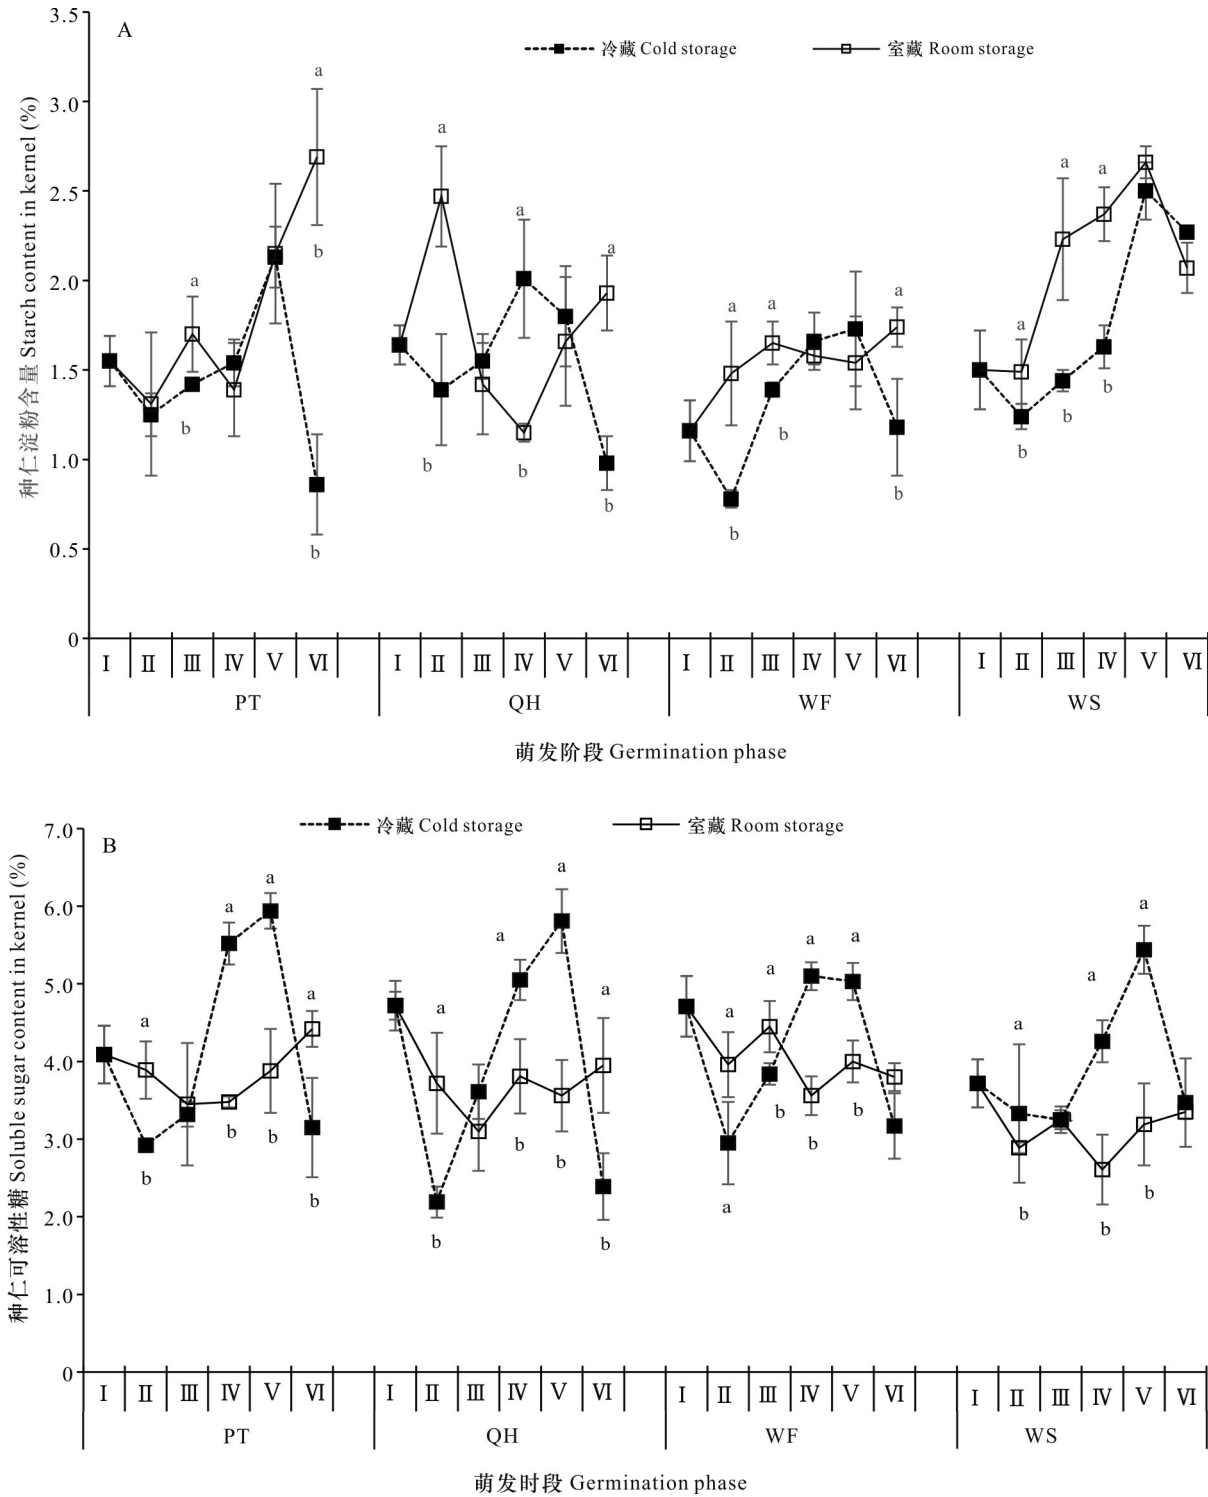 A
冷藏 Cold storage
室藏 Room storage
种仁淀粉含量 Starch content in kernel (%)
3.5
3.0
2.5
2.0
1.5
1.0
0.5
0
a
b
a
b
b
a
b
a
b
a
b
a
b
a
b
a
b
a
b
a
b
a
b
a
b
Ⅰ Ⅱ Ⅲ Ⅳ Ⅴ Ⅵ Ⅰ Ⅱ Ⅲ Ⅳ Ⅴ Ⅵ Ⅰ Ⅱ Ⅲ Ⅳ Ⅴ Ⅵ Ⅰ Ⅱ Ⅲ Ⅳ Ⅴ Ⅵ
PT QH WF WS
萌发阶段 Germination phase
B
冷藏 Cold storage
室藏 Room storage
种仁可溶性糖 Soluble sugar content in kernel (%)
7.0
6.0
5.0
4.0
3.0
2.0
1.0
0
a
b
a
b
a
b
a
b
a
b
a
b
a
b
a
b
a
a
a
b
a
b
a
b
a
b
a
a
b
a
b
Ⅰ Ⅱ Ⅲ Ⅳ Ⅴ Ⅵ Ⅰ Ⅱ Ⅲ Ⅳ Ⅴ Ⅵ Ⅰ Ⅱ Ⅲ Ⅳ Ⅴ Ⅵ Ⅰ Ⅱ Ⅲ Ⅳ Ⅴ Ⅵ
PT QH WF WS
萌发时段 Germination phase